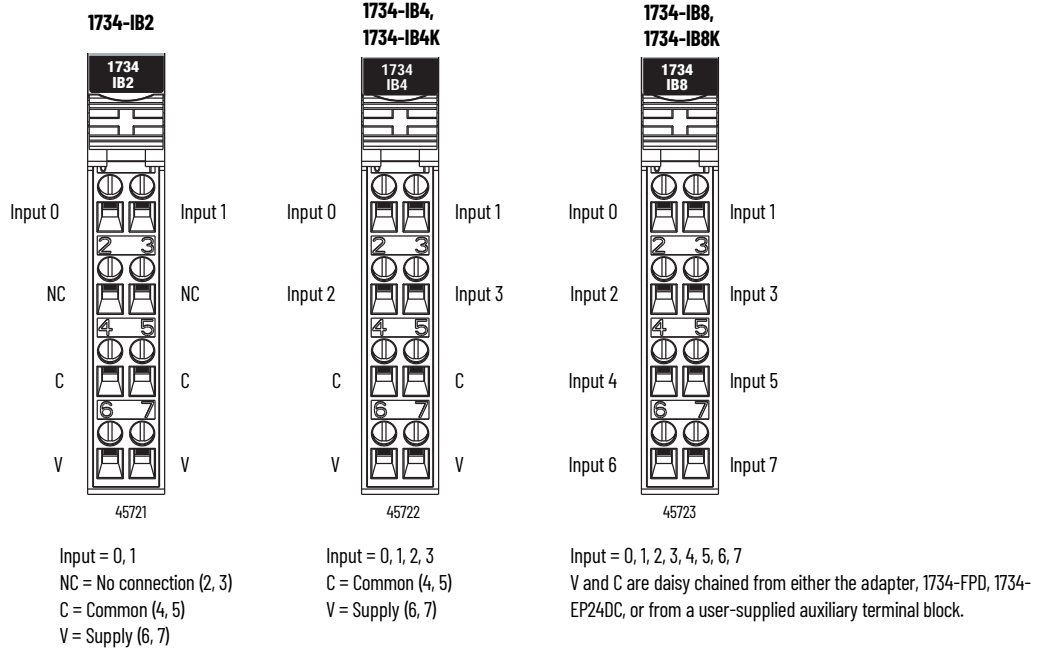 1734-IB2
1734-IB4,
1734-IB4K
1734-IB8,
1734-IB8K
1734
IB2
1734
IB4
1734
IB8
Input 0
Input 1
Input 0
Input 1
Input 0
Input 1
2 3
2 3
2 3
NC
NC
Input 2
Input 3
Input 2
Input 3
4 5
4 5
4 5
C
C
C
C
Input 4
Input 5
6 7
6 7
6 7
V
V
V
V
Input 6
Input 7
45721
45722
45723
Input = 0, 1
NC = No connection (2, 3)
C = Common (4, 5)
V = Supply (6, 7)
Input = 0, 1, 2, 3
C = Common (4, 5)
V = Supply (6, 7)
Input = 0, 1, 2, 3, 4, 5, 6, 7
V and C are daisy chained from either the adapter, 1734-FPD, 1734-
EP24DC, or from a user-supplied auxiliary terminal block.